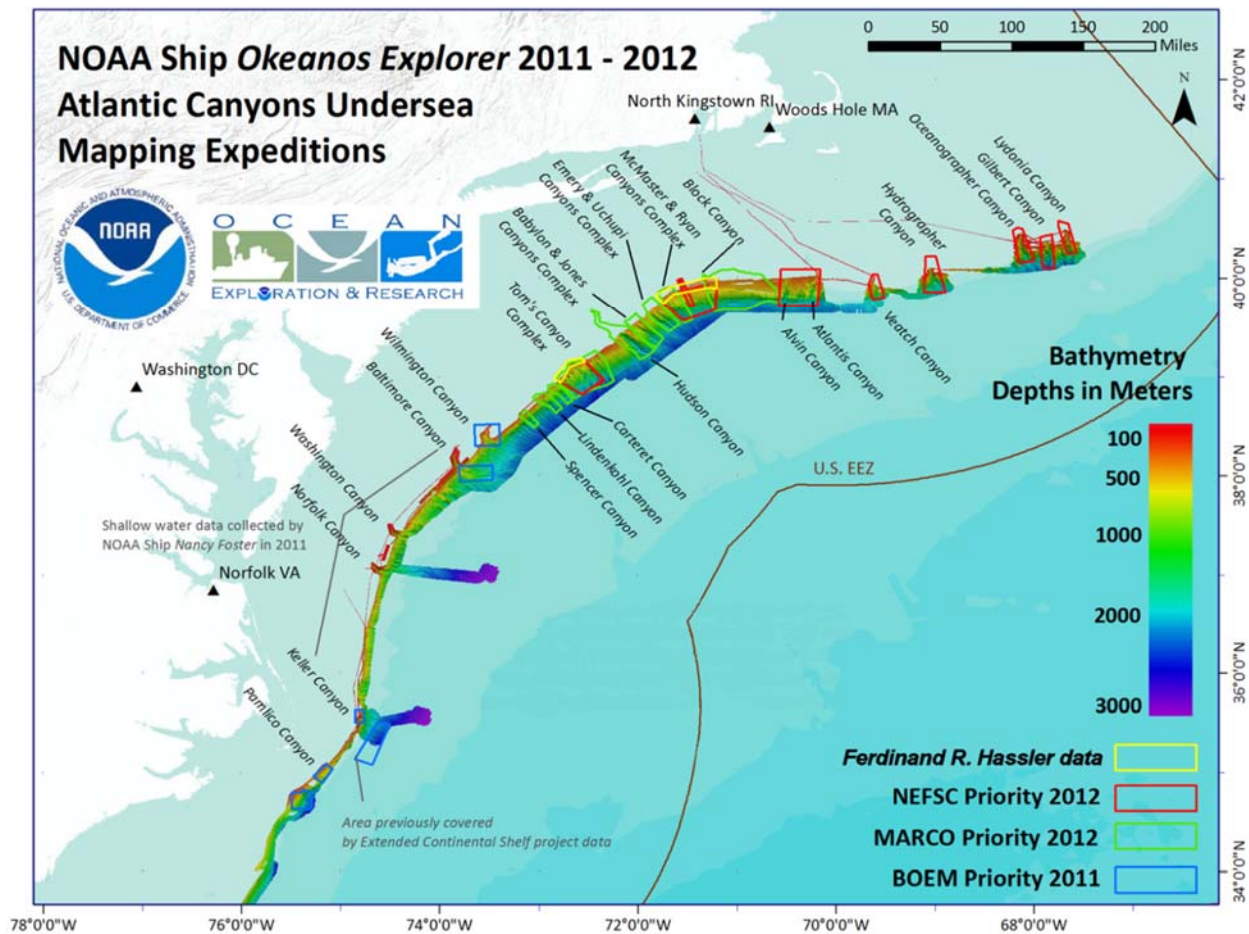 NOAA Ship Okeanos Explorer 2011 - 2012
Atlantic Canyons Undersea
Mapping Expeditions
0 50 100 150 200
Miles
N
NATIONAL OCEANIC AND ATMOSPHERIC ADMINISTRATION
NOAA
U.S. DEPARTMENT OF COMMERCE
OCEAN
EXPLORATION & RESEARCH
North Kingstown RI
Woods Hole MA
Washington DC
Norfolk VA
Pamlico Canyon
Keller Canyon
Norfolk Canyon
Washington Canyon
Baltimore Canyon
Wilmington Canyon
Tom's Canyon
Complex
Babylon & Jones
Canyons Complex
Emery & Uchupi
Canyons Complex
McMaster & Ryan
Canyons Complex
Block Canyon
Hydrographer
Canyon
Oceanographer Canyon
Gilbert Canyon
Lydonia Canyon
Veatch Canyon
Atlantis Canyon
Alvin Canyon
Hudson Canyon
Carteret Canyon
Lindenkohl Canyon
Spencer Canyon
U.S. EEZ
Shallow water data collected by
NOAA Ship Nancy Foster in 2011
Area previously covered
by Extended Continental Shelf project data
Bathymetry
Depths in Meters
100
500
1000
2000
3000
Ferdinand R. Hassler data
NEFSC Priority 2012
MARCO Priority 2012
BOEM Priority 2011
42°0'0"N
40°0'0"N
38°0'0"N
36°0'0"N
34°0'0"N
78°0'0"W
76°0'0"W
74°0'0"W
72°0'0"W
70°0'0"W
68°0'0"W